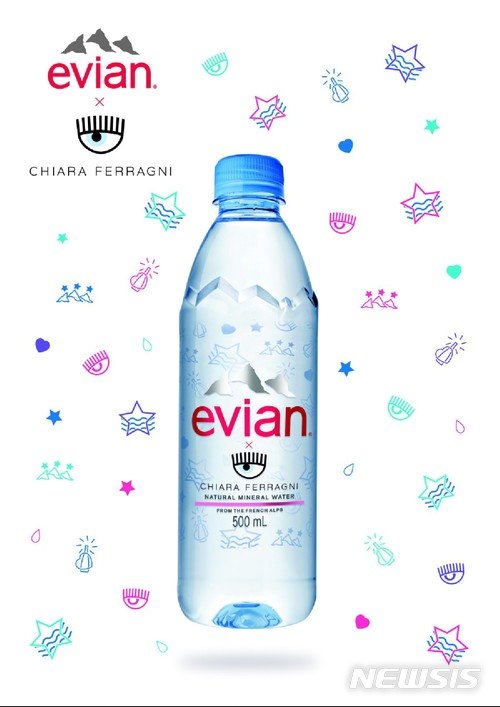 evian.
×
CHIARA FERRAGNI
evian®
×
CHIARA FERRAGNI
NATURAL MINERAL WATER
FROM THE FRENCH ALPS
500 mL
NEWSIS